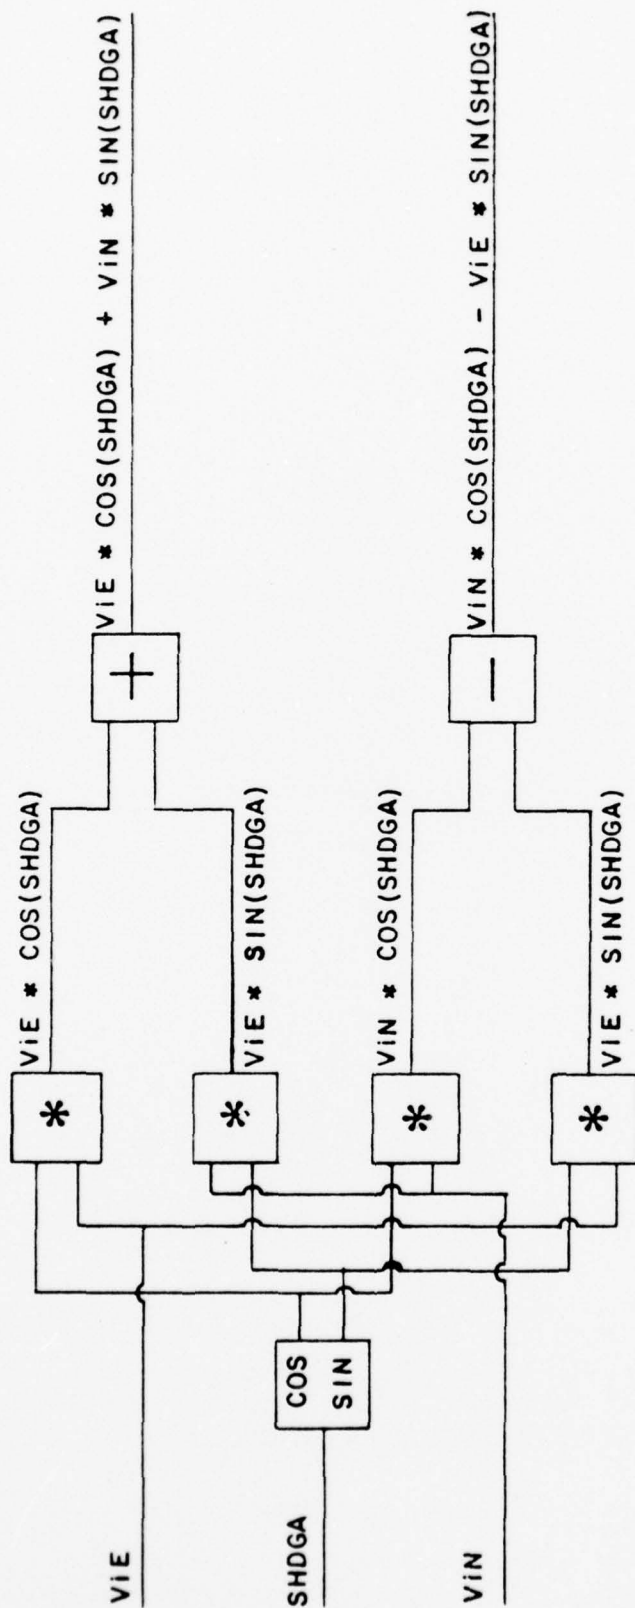 ViE
SHDGA
ViN
COS
SIN
*
*
*
*
ViE * COS(SHDGA)
ViE * SIN(SHDGA)
ViN * COS(SHDGA)
ViE * SIN(SHDGA)
+
−
ViE * COS(SHDGA) + ViN * SIN(SHDGA)
ViN * COS(SHDGA) - ViE * SIN(SHDGA)